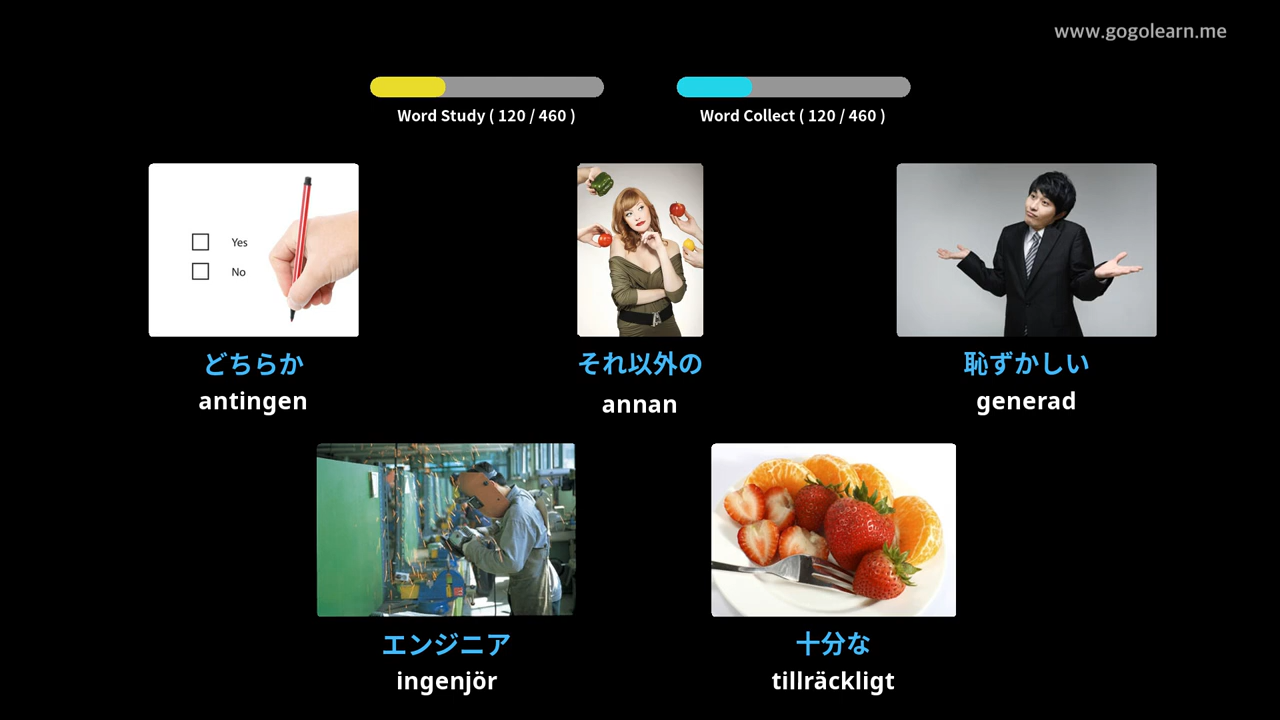 www.gogolearn.me
Word Study ( 120 / 460 )
Word Collect ( 120 / 460 )
Yes
No
どちらか
antingen
それ以外の
annan
恥ずかしい
generad
エンジニア
ingenjör
十分な
tillräckligt